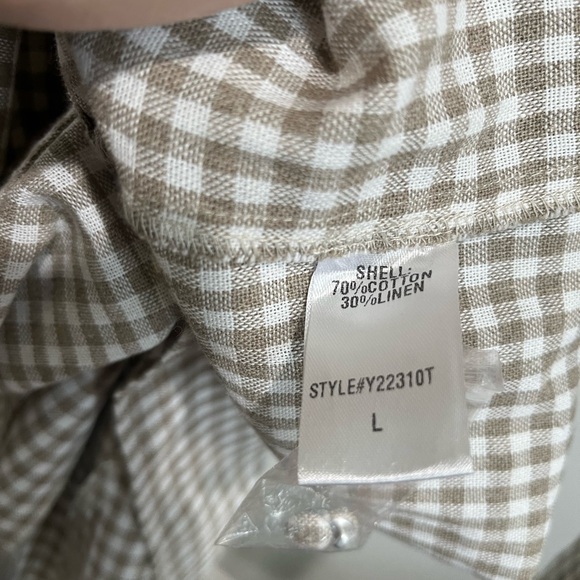 SHELL:
70%COTTON
30%LINEN
STYLE#Y22310T
L